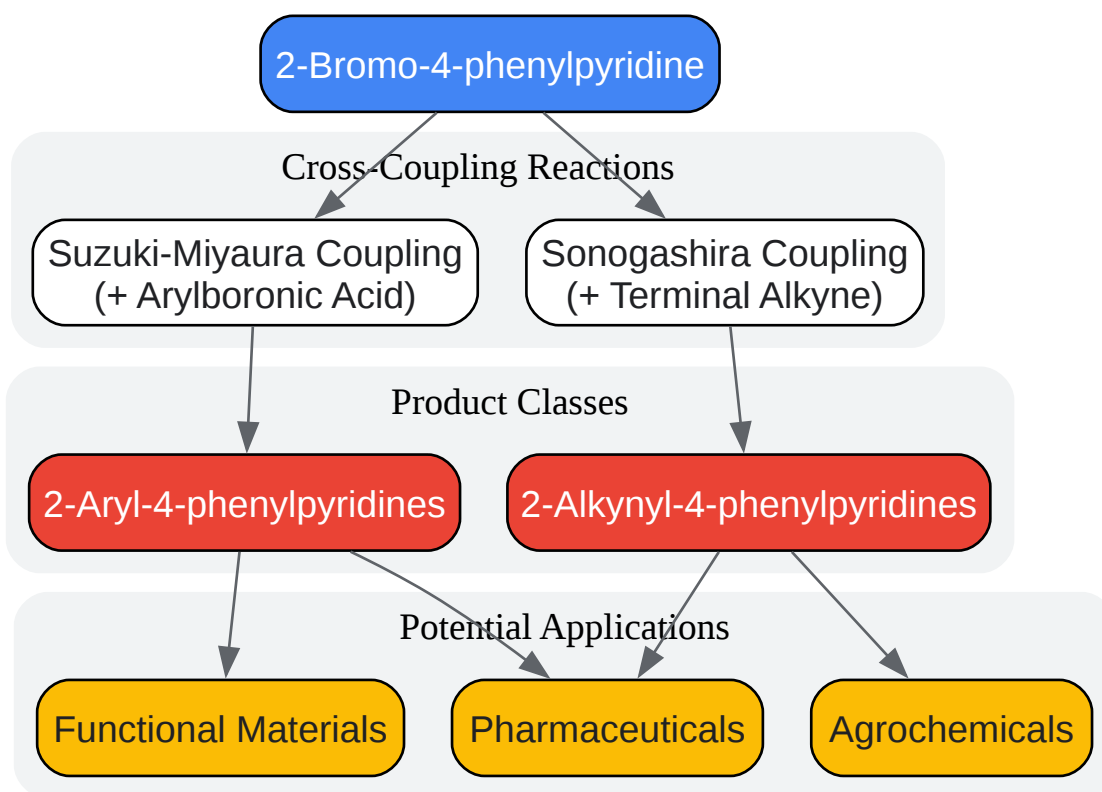 2-Bromo-4-phenylpyridine
Cross-Coupling Reactions
Suzuki-Miyaura Coupling
(+ Arylboronic Acid)
Sonogashira Coupling
(+ Terminal Alkyne)
Product Classes
2-Aryl-4-phenylpyridines
2-Alkynyl-4-phenylpyridines
Potential Applications
Functional Materials
Pharmaceuticals
Agrochemicals